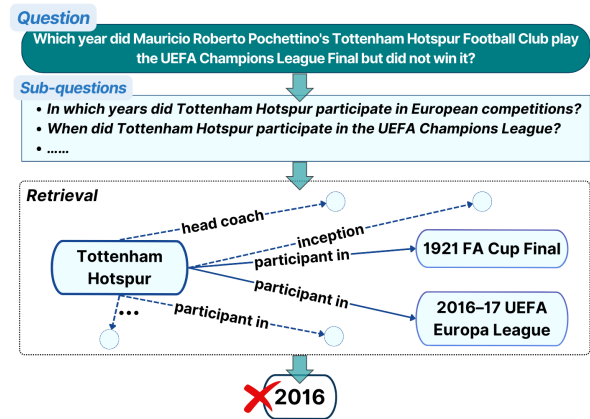 Question
Which year did Mauricio Roberto Pochettino's Tottenham Hotspur Football Club play
the UEFA Champions League Final but did not win it?
Sub-questions
• In which years did Tottenham Hotspur participate in European competitions?
• When did Tottenham Hotspur participate in the UEFA Champions League?
• ......
Retrieval
head coach
inception
participant in
1921 FA Cup Final
Tottenham
Hotspur
participant in
2016–17 UEFA
Europa League
...
participant in
2016